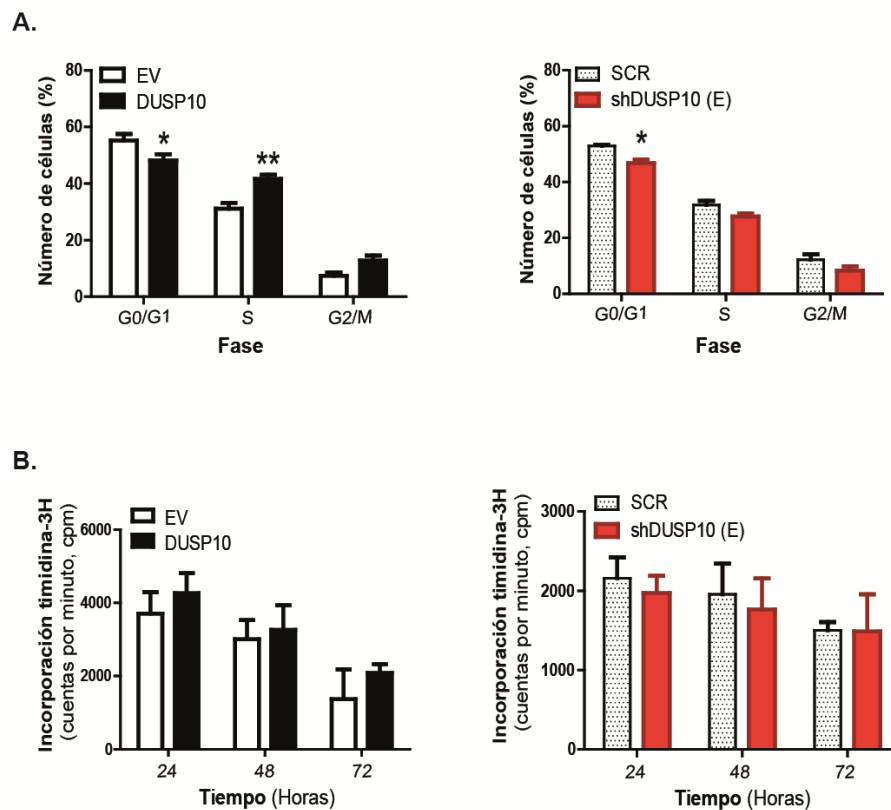 A.
Número de células (%)
80
60
40
20
0
EV
DUSP10
*
**
G0/G1
S
G2/M
Fase
Número de células (%)
80
60
40
20
0
SCR
shDUSP10 (E)
*
G0/G1
S
G2/M
Fase
B.
Incorporación timidina-3H
(cuentas por minuto, cpm)
6000
4000
2000
0
EV
DUSP10
24
48
72
Tiempo (Horas)
Incorporación timidina-3H
(cuentas por minuto, cpm)
3000
2000
1000
0
SCR
shDUSP10 (E)
24
48
72
Tiempo (Horas)